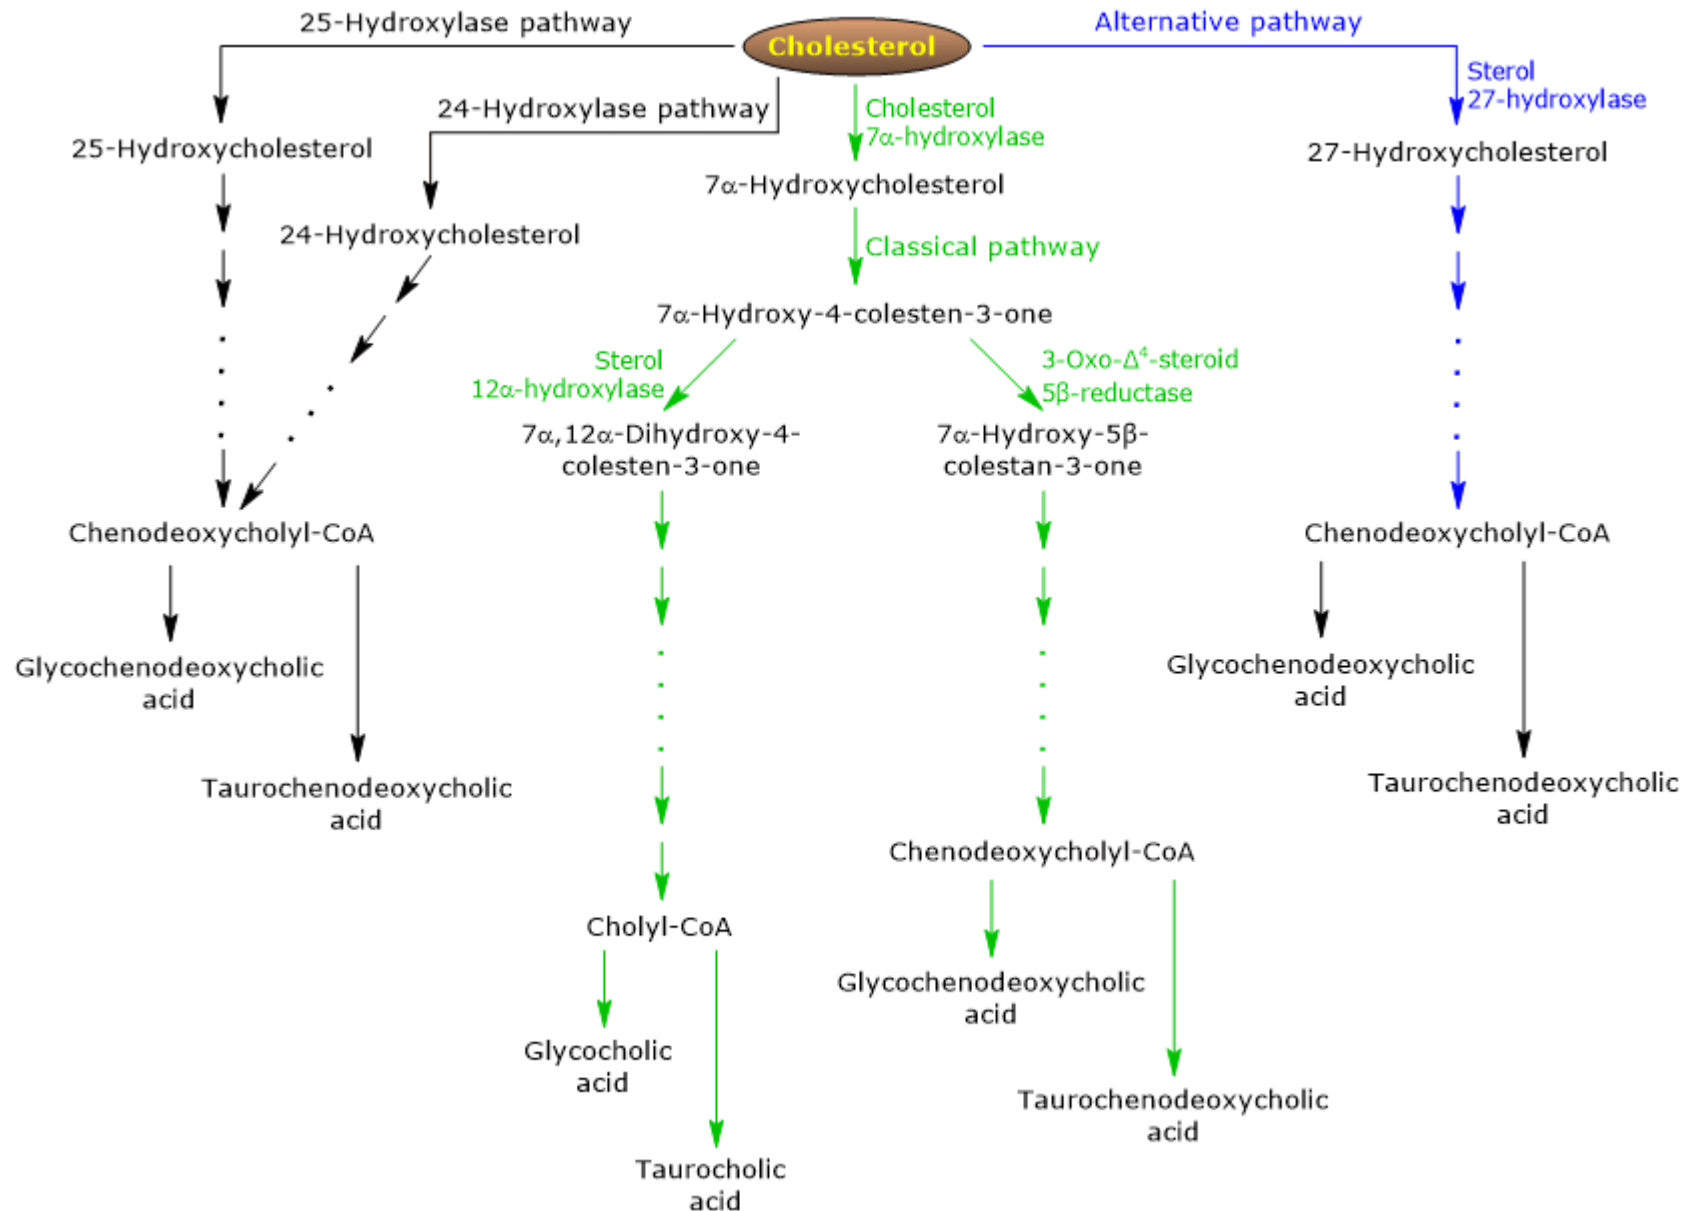 25-Hydroxylase pathway
Cholesterol
Alternative pathway
Sterol
27-hydroxylase
24-Hydroxylase pathway
Cholesterol
7α-hydroxylase
25-Hydroxycholesterol
27-Hydroxycholesterol
7α-Hydroxycholesterol
24-Hydroxycholesterol
Classical pathway
7α-Hydroxy-4-colesten-3-one
Sterol
12α-hydroxylase
3-Oxo-Δ⁴-steroid
5β-reductase
7α,12α-Dihydroxy-4-
colesten-3-one
7α-Hydroxy-5β-
colestan-3-one
Chenodeoxycholyl-CoA
Chenodeoxycholyl-CoA
Glycochenodeoxycholic
acid
Glycochenodeoxycholic
acid
Taurochenodeoxycholic
acid
Taurochenodeoxycholic
acid
Chenodeoxycholyl-CoA
Cholyl-CoA
Glycochenodeoxycholic
acid
Glycocholic
acid
Taurochenodeoxycholic
acid
Taurocholic
acid